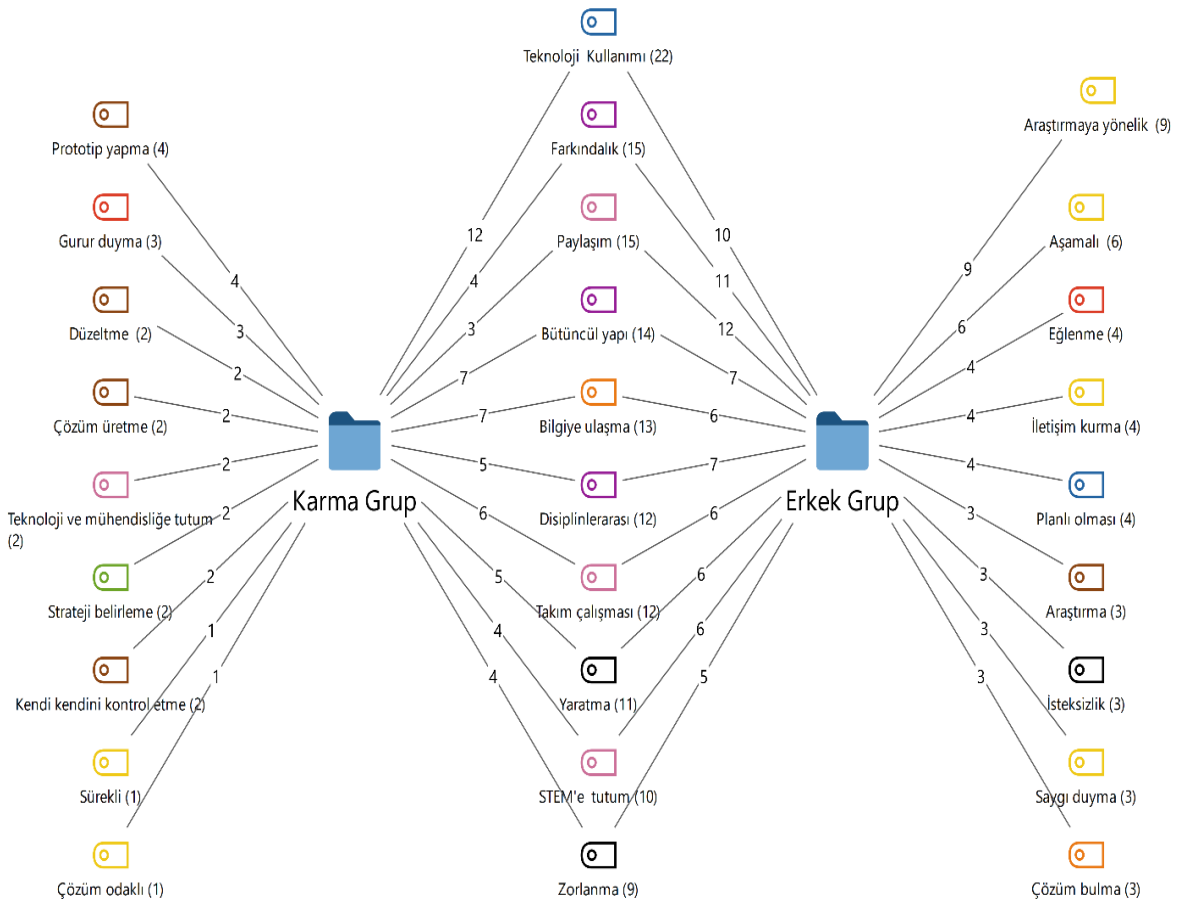 Teknoloji Kullanımı (22)
Prototip yapma (4)
Farkındalık (15)
Araştırmaya yönelik (9)
Gurur duyma (3)
Paylaşım (15)
Aşamalı (6)
12
10
4
4
11
9
3
3
12
6
Düzeltme (2)
Bütüncül yapı (14)
Eğlenme (4)
2
7
7
4
Çözüm üretme (2)
Bilgiye ulaşma (13)
İletişim kurma (4)
2
7
6
4
2
5
7
4
Karma Grup
Erkek Grup
Teknoloji ve mühendisliğe tutum
(2)
Disiplinlerarası (12)
Planlı olması (4)
2
6
6
3
Strateji belirleme (2)
Takım çalışması (12)
Araştırma (3)
2
5
6
3
Kendi kendini kontrol etme (2)
Yaratma (11)
İsteksizlik (3)
1
4
6
3
Sürekli (1)
STEM'e tutum (10)
Saygı duyma (3)
1
4
5
3
Çözüm odaklı (1)
Zorlanma (9)
Çözüm bulma (3)